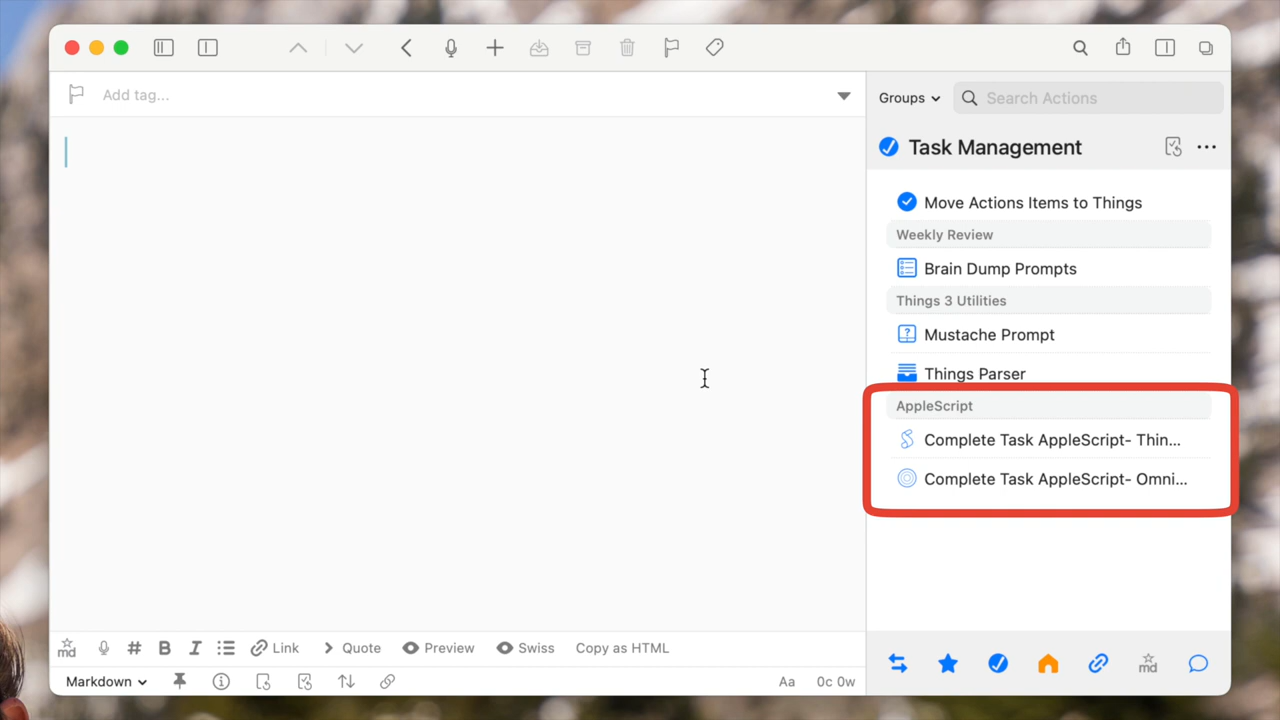 Add tag...
Groups
Search Actions
Task Management
Move Actions Items to Things
Weekly Review
Brain Dump Prompts
Things 3 Utilities
Mustache Prompt
Things Parser
AppleScript
Complete Task AppleScript- Thin...
Complete Task AppleScript- Omni...
md # B I Link Quote Preview Swiss Copy as HTML
md
Markdown Aa 0c 0w